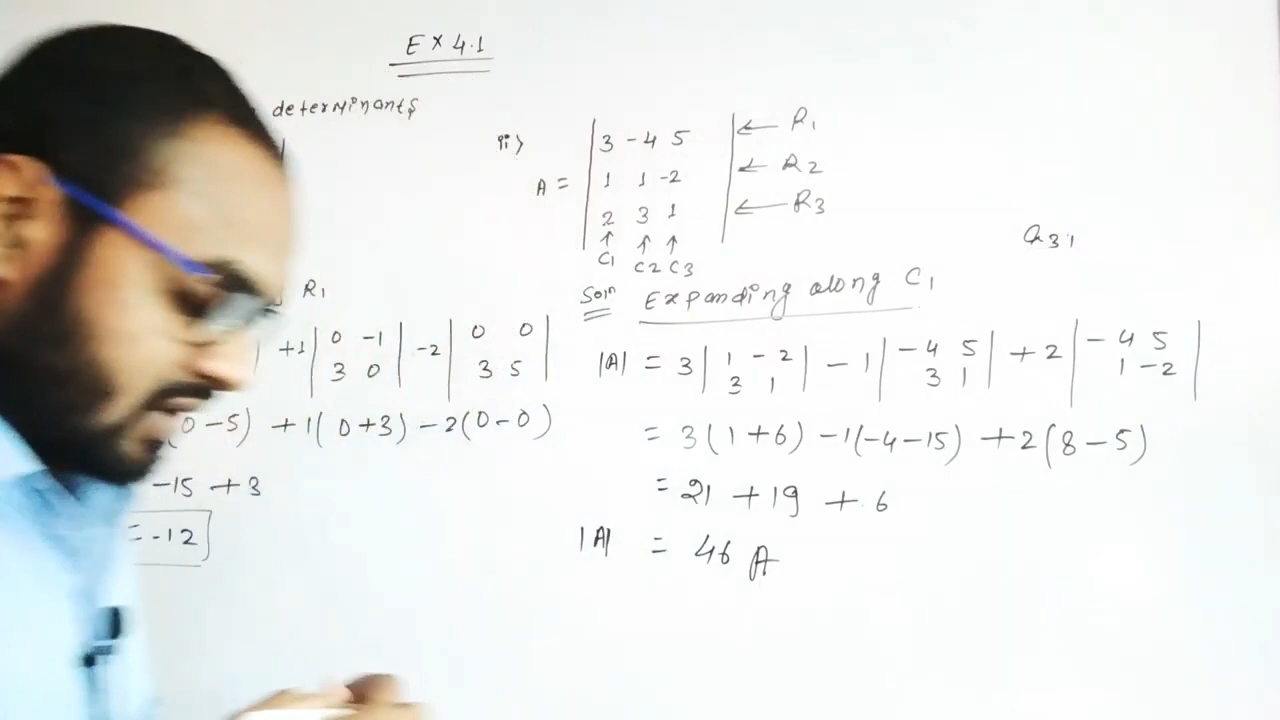 Ex 4.1
determinants
ii)
A = | 3 -4 5 | ← R1
| 1 1 -2 | ← R2
| 2 3 1 | ← R3
↑ ↑ ↑
C1 C2 C3
a31
R1
+1 | 0 -1 | -2 | 0 0 |
| 3 0 | | 3 5 |
(0-5) +1(0+3) -2(0-0)
-15 +3
= -12
Soln Expanding along C1
|A| = 3 | 1 -2 | - 1 | -4 5 | + 2 | -4 5 |
| 3 1 | | 3 1 | | 1 -2 |
= 3(1+6) -1(-4-15) +2(8-5)
= 21 +19 +6
|A| = 46 A